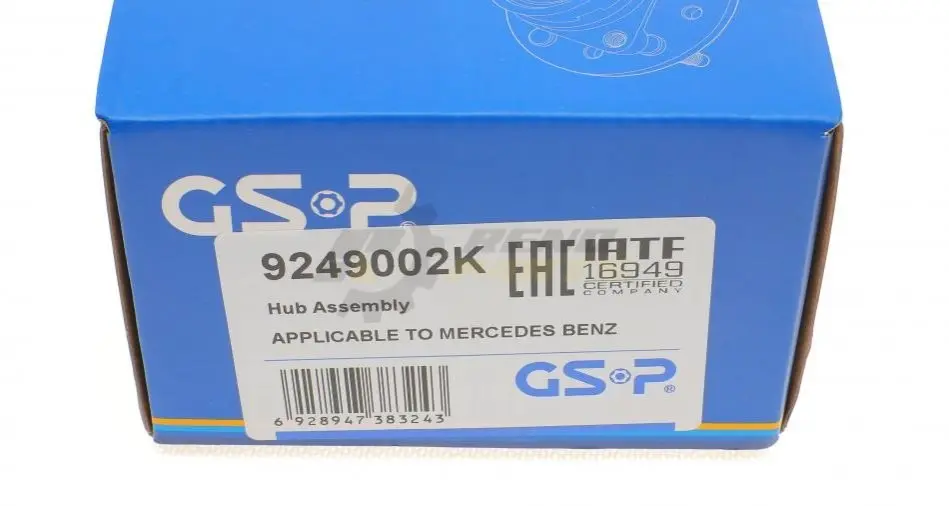 GSP
®
9249002K
EAC
IATF
16949
CERTIFIED
COMPANY
Hub Assembly
APPLICABLE TO MERCEDES BENZ
GSP®
6 928947 383243